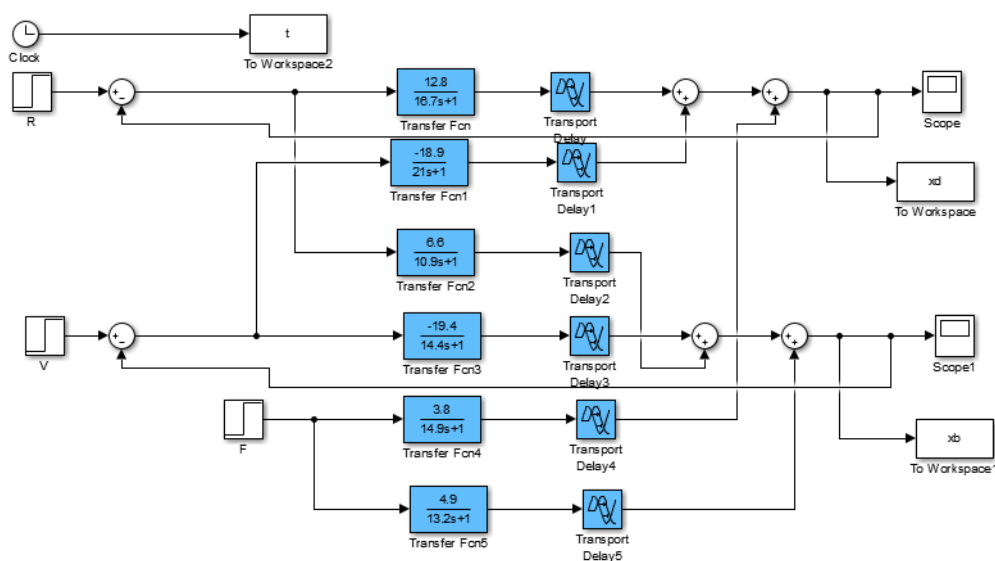 t
Clock
To Workspace2
R
12.8
16.7s+1
Transfer Fcn
Transport
Delay
Scope
-18.9
21s+1
Transfer Fcn1
Transport
Delay1
xd
To Workspace
6.6
10.9s+1
Transfer Fcn2
Transport
Delay2
V
-19.4
14.4s+1
Transfer Fcn3
Transport
Delay3
Scope1
F
3.8
14.9s+1
Transfer Fcn4
Transport
Delay4
xb
To Workspace1
4.9
13.2s+1
Transfer Fcn5
Transport
Delay5